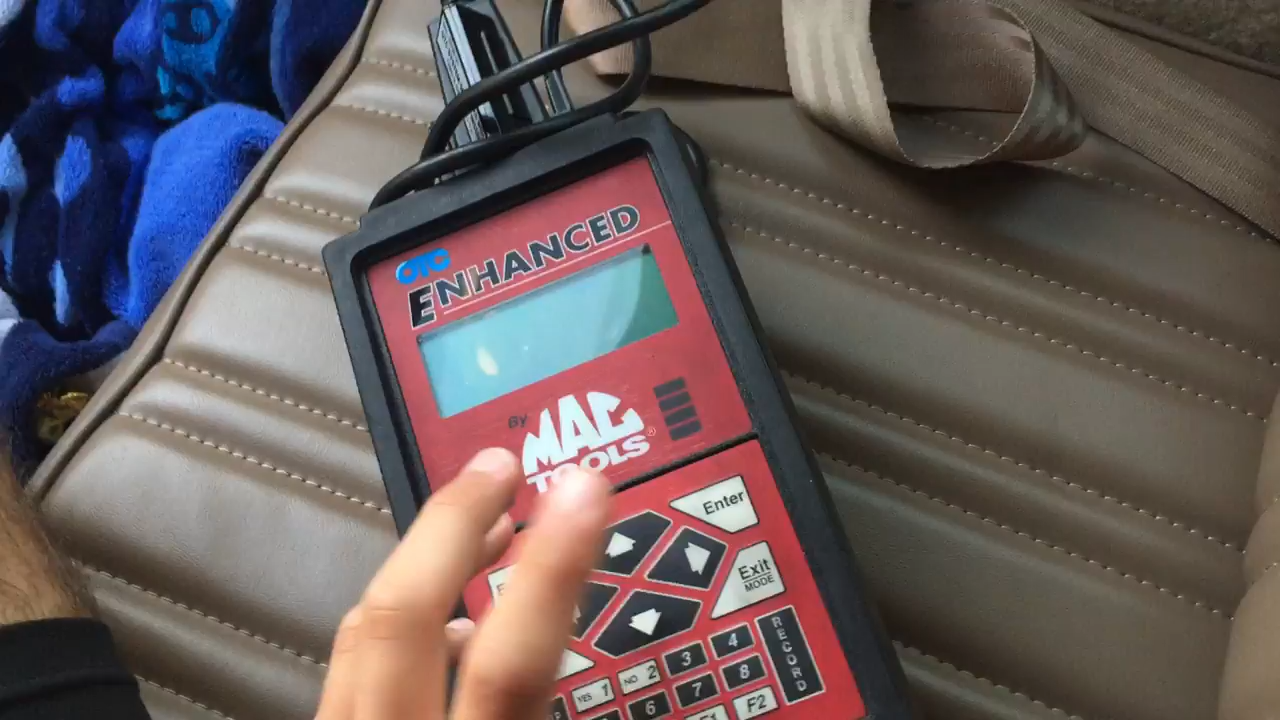 OTC
ENHANCED
By
MAC
TOOLS®
Enter
Exit
MODE
YES 1
NO 2
3
4
RECORD
6
7
8
F1
F2